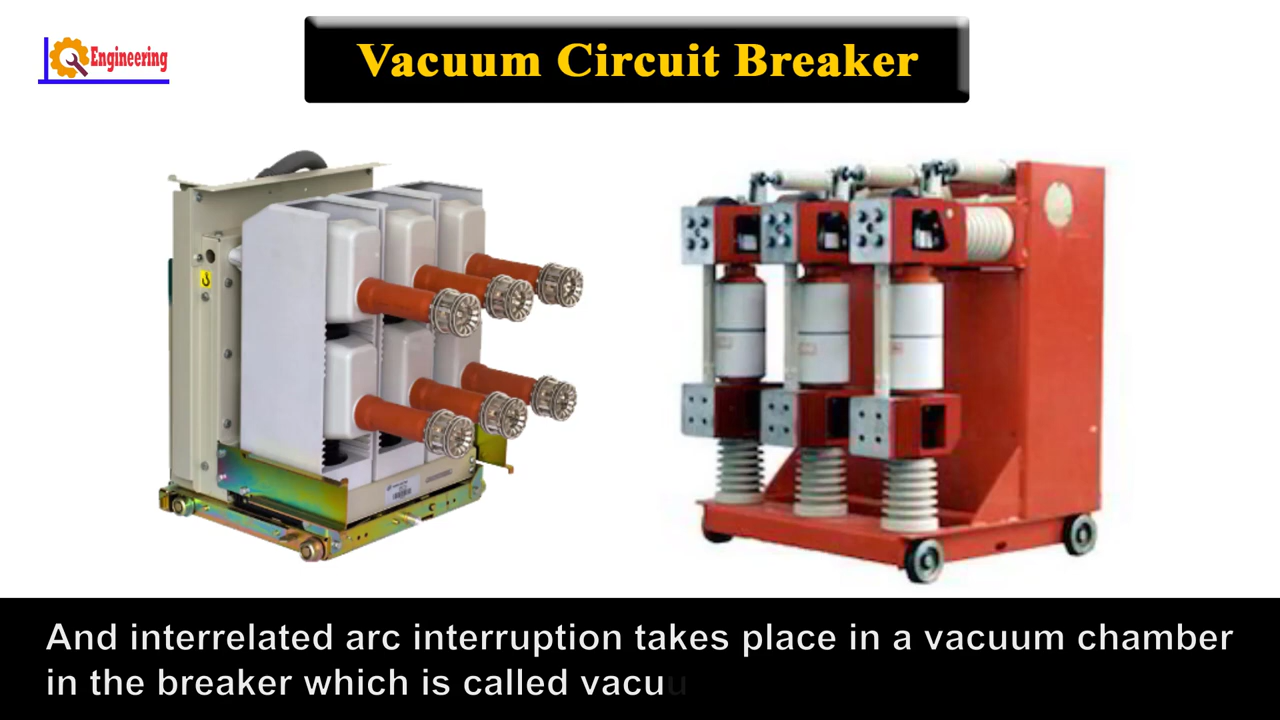 Engineering
Vacuum Circuit Breaker
And interrelated arc interruption takes place in a vacuum chamber
in the breaker which is called vacuu